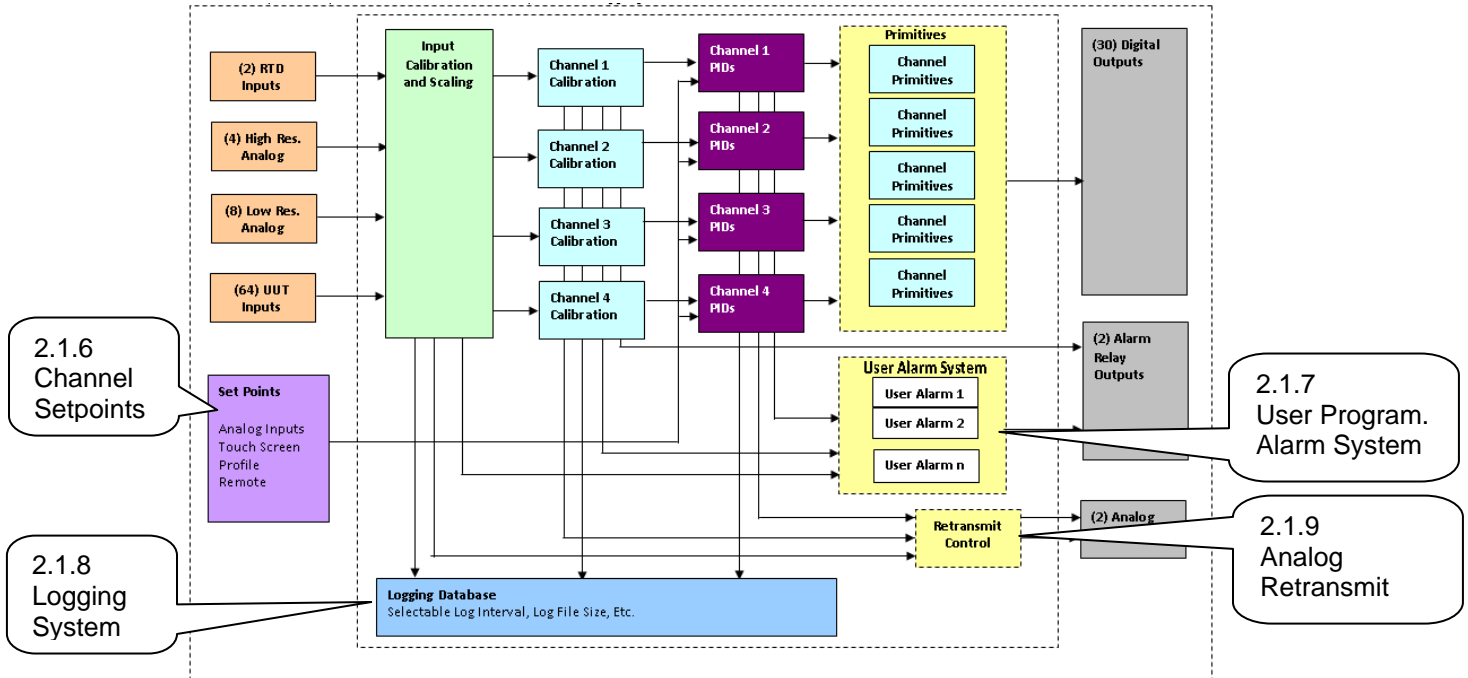 (2) RTD
Inputs
(4) High Res.
Analog
(8) Low Res.
Analog
(64) UUT
Inputs
Input
Calibration
and Scaling
Channel 1
Calibration
Channel 2
Calibration
Channel 3
Calibration
Channel 4
Calibration
Channel 1
PIDs
Channel 2
PIDs
Channel 3
PIDs
Channel 4
PIDs
Primitives
Channel
Primitives
Channel
Primitives
Channel
Primitives
Channel
Primitives
Channel
Primitives
(30) Digital
Outputs
(2) Alarm
Relay
Outputs
2.1.6
Channel
Setpoints
Set Points
Analog Inputs
Touch Screen
Profile
Remote
User Alarm System
User Alarm 1
User Alarm 2
User Alarm n
2.1.7
User Program.
Alarm System
Retransmit
Control
(2) Analog
2.1.9
Analog
Retransmit
2.1.8
Logging
System
Logging Database
Selectable Log Interval, Log File Size, Etc.